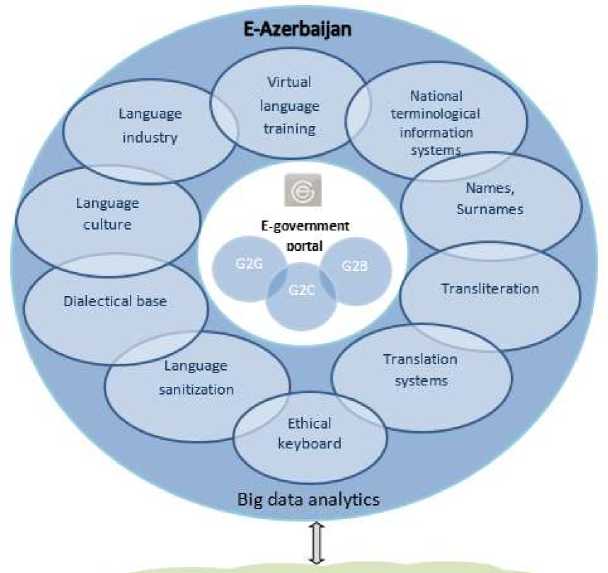 E-Azerbaijan
Virtual
language
training
National
terminological
information
systems
Names,
Surnames
Transliteration
Translation
systems
Ethical
keyboard
Language
sanitization
Dialectical base
Language
culture
Language
industry
E-government
portal
G2G
G2C
G2B
Big data analytics